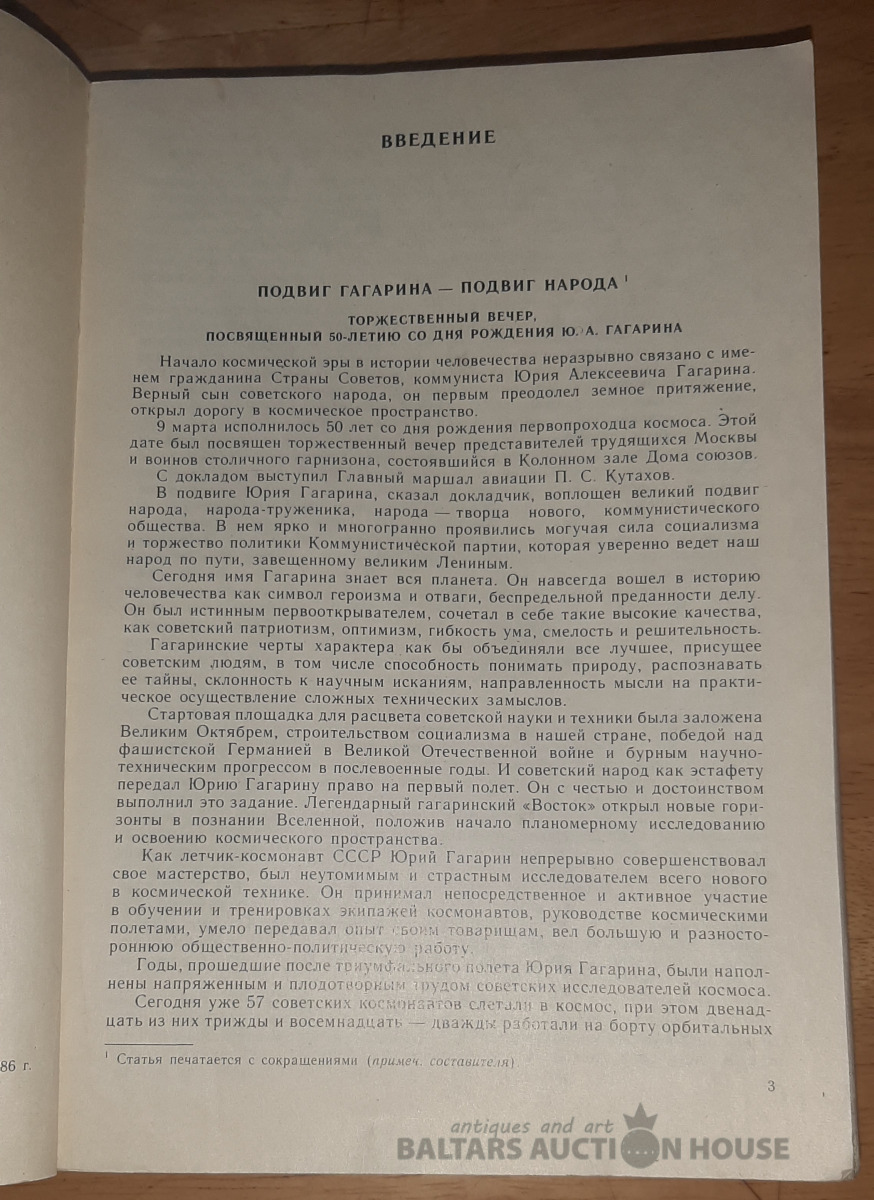 ВВЕДЕНИЕ
ПОДВИГ ГАГАРИНА — ПОДВИГ НАРОДА ¹
ТОРЖЕСТВЕННЫЙ ВЕЧЕР,
ПОСВЯЩЕННЫЙ 50-ЛЕТИЮ СО ДНЯ РОЖДЕНИЯ Ю. А. ГАГАРИНА
Начало космической эры в истории человечества неразрывно связано с име-
нем гражданина Страны Советов, коммуниста Юрия Алексеевича Гагарина.
Верный сын советского народа, он первым преодолел земное притяжение,
открыл дорогу в космическое пространство.
9 марта исполнилось 50 лет со дня рождения первопроходца космоса. Этой
дате был посвящен торжественный вечер представителей трудящихся Москвы
и воинов столичного гарнизона, состоявшийся в Колонном зале Дома союзов.
С докладом выступил Главный маршал авиации П. С. Кутахов.
В подвиге Юрия Гагарина, сказал докладчик, воплощен великий подвиг
народа, народа-труженика, народа — творца нового, коммунистического
общества. В нем ярко и многогранно проявились могучая сила социализма
и торжество политики Коммунистической партии, которая уверенно ведет наш
народ по пути, завещенному великим Лениным.
Сегодня имя Гагарина знает вся планета. Он навсегда вошел в историю
человечества как символ героизма и отваги, беспредельной преданности делу.
Он был истинным первооткрывателем, сочетал в себе такие высокие качества,
как советский патриотизм, оптимизм, гибкость ума, смелость и решительность.
Гагаринские черты характера как бы объединяли все лучшее, присущее
советским людям, в том числе способность понимать природу, распознавать
ее тайны, склонность к научным исканиям, направленность мысли на практи-
ческое осуществление сложных технических замыслов.
Стартовая площадка для расцвета советской науки и техники была заложена
Великим Октябрем, строительством социализма в нашей стране, победой над
фашистской Германией в Великой Отечественной войне и бурным научно-
техническим прогрессом в послевоенные годы. И советский народ как эстафету
передал Юрию Гагарину право на первый полет. Он с честью и достоинством
выполнил это задание. Легендарный гагаринский «Восток» открыл новые гори-
зонты в познании Вселенной, положив начало планомерному исследованию
и освоению космического пространства.
Как летчик-космонавт СССР Юрий Гагарин непрерывно совершенствовал
свое мастерство, был неутомимым и страстным исследователем всего нового
в космической технике. Он принимал непосредственное и активное участие
в обучении и тренировках экипажей космонавтов, руководстве космическими
полетами, умело передавал опыт своим товарищам, вел большую и разносто-
роннюю общественно-политическую работу.
Годы, прошедшие после триумфального полета Юрия Гагарина, были напол-
нены напряженным и плодотворным трудом советских исследователей космоса.
Сегодня уже 57 советских космонавтов слетали в космос, при этом двенад-
цать из них трижды и восемнадцать — дважды работали на борту орбитальных
¹ Статья печатается с сокращениями (примеч. составителя).
86 г.
3
antiques and art
BALTARS AUCTION HOUSE